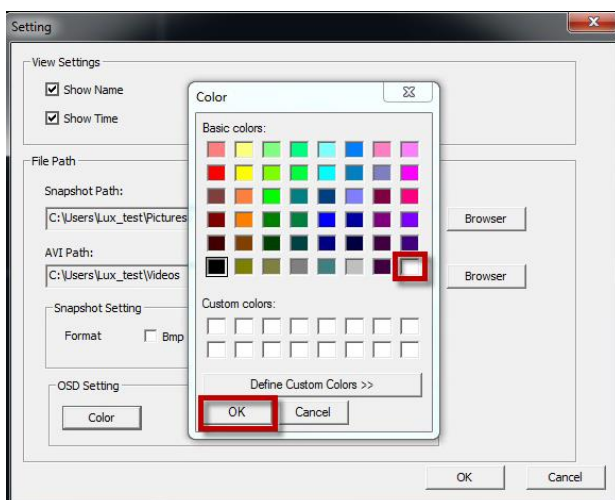 Setting
View Settings
Show Name
Show Time
File Path
Snapshot Path:
C:\Users\Lux_test\Pictures
Browser
AVI Path:
C:\Users\Lux_test\Videos
Browser
Snapshot Setting
Format
Bmp
OSD Setting
Color
Color
Basic colors:
Custom colors:
Define Custom Colors >>
OK
Cancel
OK
Cancel